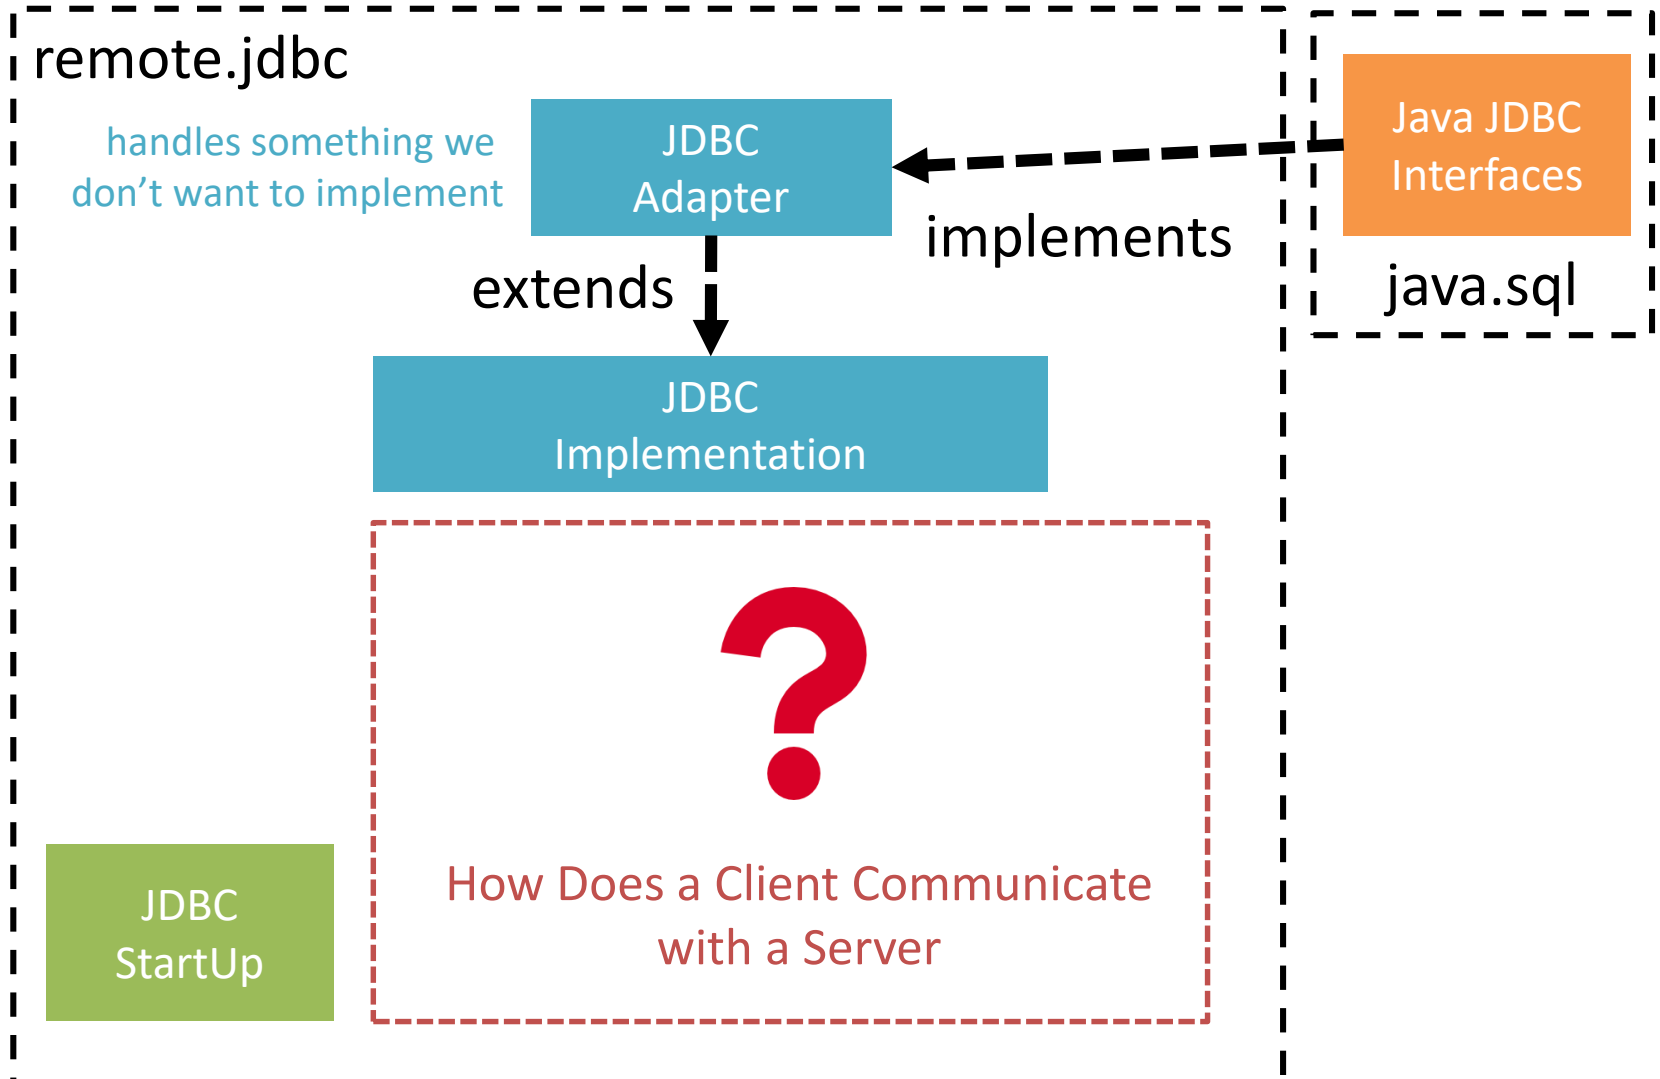 remote.jdbc
handles something we
don’t want to implement
JDBC
Adapter
Java JDBC
Interfaces
implements
java.sql
extends
JDBC
Implementation
?
How Does a Client Communicate
with a Server
JDBC
StartUp